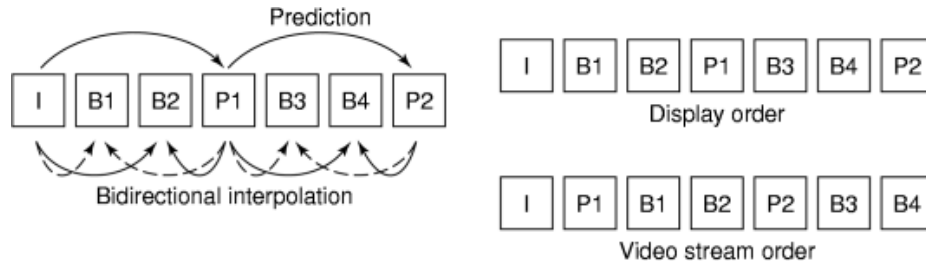 Prediction
I B1 B2 P1 B3 B4 P2
Bidirectional interpolation
I B1 B2 P1 B3 B4 P2
Display order
I P1 B1 B2 P2 B3 B4
Video stream order